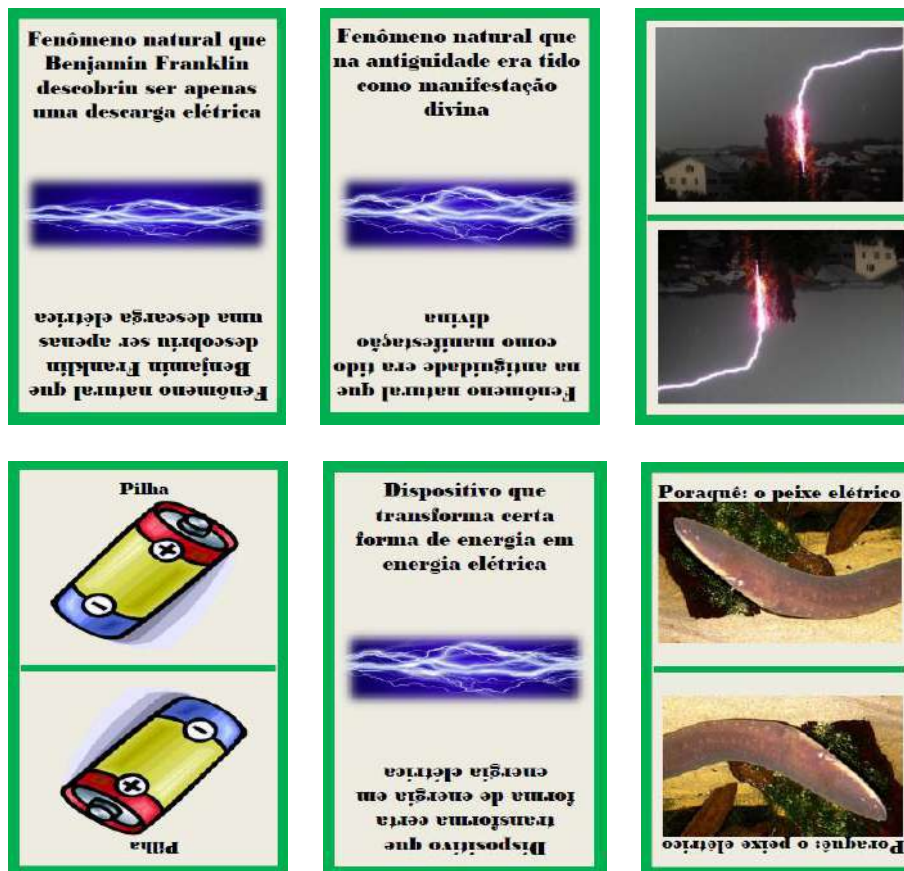 Fenômeno natural que
Benjamin Franklin
descobriu ser apenas
uma descarga elétrica
Fenômeno natural que
Benjamin Franklin
descobriu ser apenas
uma descarga elétrica
Fenômeno natural que
na antiguidade era tido
como manifestação
divina
Fenômeno natural que
na antiguidade era tido
como manifestação
divina
Pilha
+
-
-
+
Pilha
Dispositivo que
transforma certa
forma de energia em
energia elétrica
Dispositivo que
transforma certa
forma de energia em
energia elétrica
Poraquê: o peixe elétrico
Poraquê: o peixe elétrico